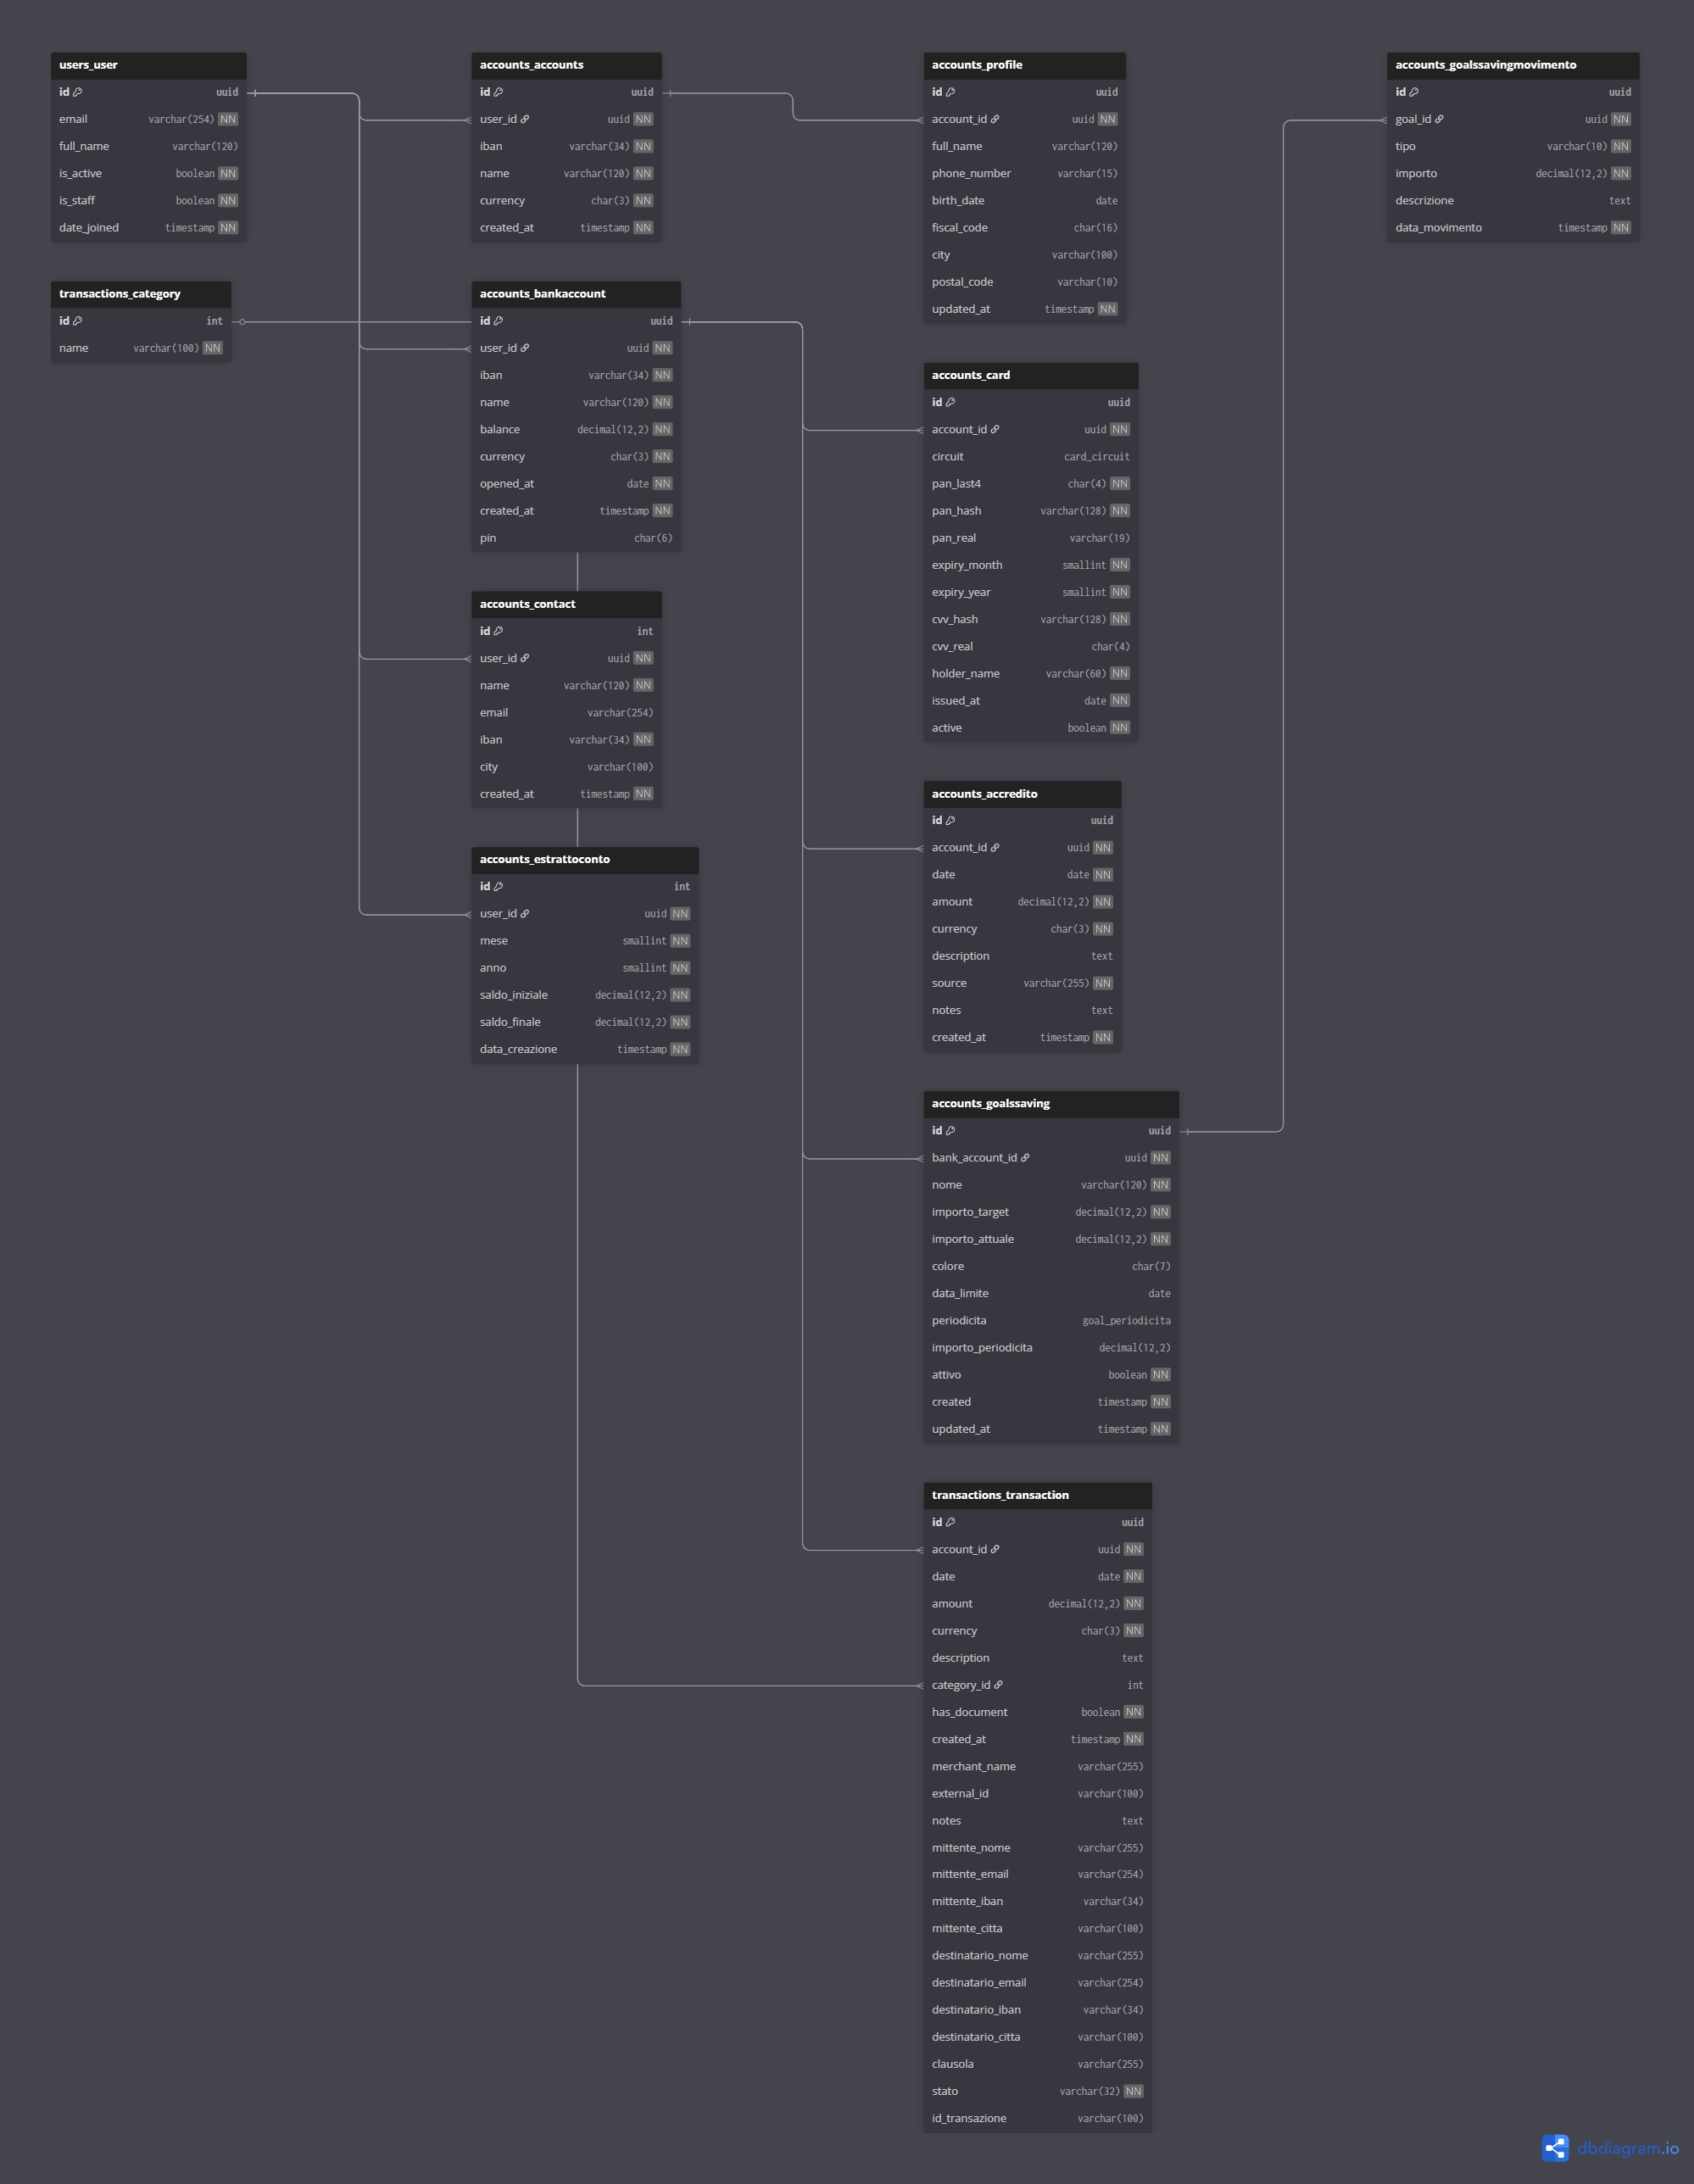 users_user
id uuid
email varchar(254) NN
full_name varchar(120)
is_active boolean NN
is_staff boolean NN
date_joined timestamp NN
transactions_category
id int
name varchar(100) NN
accounts_accounts
id uuid
user_id uuid NN
iban varchar(34) NN
name varchar(120) NN
currency char(3) NN
created_at timestamp NN
accounts_bankaccount
id uuid
user_id uuid NN
iban varchar(34) NN
name varchar(120) NN
balance decimal(12,2) NN
currency char(3) NN
opened_at date NN
created_at timestamp NN
pin char(6)
accounts_contact
id int
user_id uuid NN
name varchar(120) NN
email varchar(254)
iban varchar(34) NN
city varchar(100)
created_at timestamp NN
accounts_estrattoconto
id int
user_id uuid NN
mese smallint NN
anno smallint NN
saldo_iniziale decimal(12,2) NN
saldo_finale decimal(12,2) NN
data_creazione timestamp NN
accounts_profile
id uuid
account_id uuid NN
full_name varchar(120)
phone_number varchar(15)
birth_date date
fiscal_code char(16)
city varchar(100)
postal_code varchar(10)
updated_at timestamp NN
accounts_card
id uuid
account_id uuid NN
circuit card_circuit
pan_last4 char(4) NN
pan_hash varchar(128) NN
pan_real varchar(19)
expiry_month smallint NN
expiry_year smallint NN
cvv_hash varchar(128) NN
cvv_real char(4)
holder_name varchar(60) NN
issued_at date NN
active boolean NN
accounts_accredito
id uuid
account_id uuid NN
date date NN
amount decimal(12,2) NN
currency char(3) NN
description text
source varchar(255) NN
notes text
created_at timestamp NN
accounts_goalssaving
id uuid
bank_account_id uuid NN
nome varchar(120) NN
importo_target decimal(12,2) NN
importo_attuale decimal(12,2) NN
colore char(7)
data_limite date
periodicita goal_periodicita
importo_periodicita decimal(12,2)
attivo boolean NN
created timestamp NN
updated_at timestamp NN
transactions_transaction
id uuid
account_id uuid NN
date date NN
amount decimal(12,2) NN
currency char(3) NN
description text
category_id int
has_document boolean NN
created_at timestamp NN
merchant_name varchar(255)
external_id varchar(100)
notes text
mittente_nome varchar(255)
mittente_email varchar(254)
mittente_iban varchar(34)
mittente_citta varchar(100)
destinatario_nome varchar(255)
destinatario_email varchar(254)
destinatario_iban varchar(34)
destinatario_citta varchar(100)
clausola varchar(255)
stato varchar(32) NN
id_transazione varchar(100)
accounts_goalssavingmovimento
id uuid
goal_id uuid NN
tipo varchar(10) NN
importo decimal(12,2) NN
descrizione text
data_movimento timestamp NN
dbdiagram.io